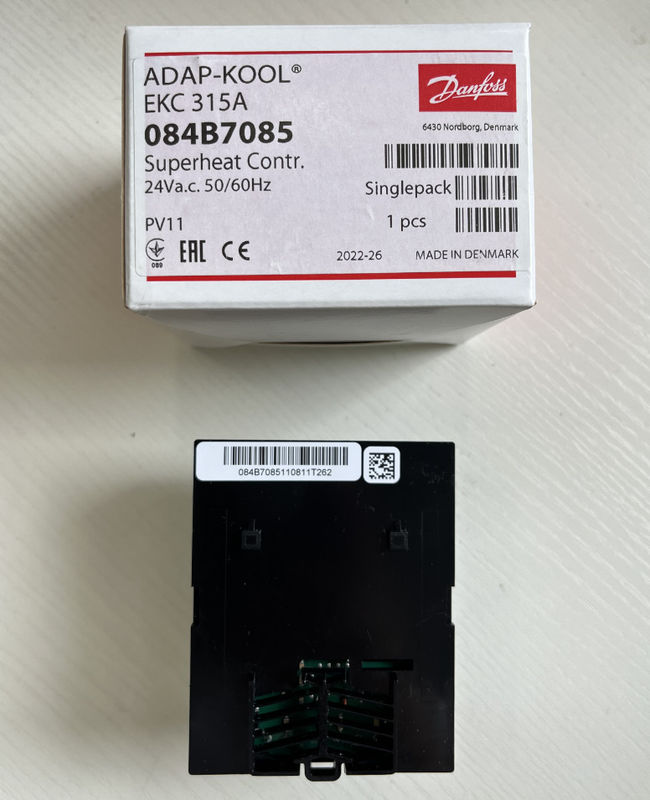 ADAP-KOOL®
EKC 315A
084B7085
Superheat Contr.
24Va.c. 50/60Hz
PV11
089
EAC CE
Danfoss
6430 Nordborg, Denmark
Singlepack
1 pcs
2022-26 MADE IN DENMARK
084B7085110811T262